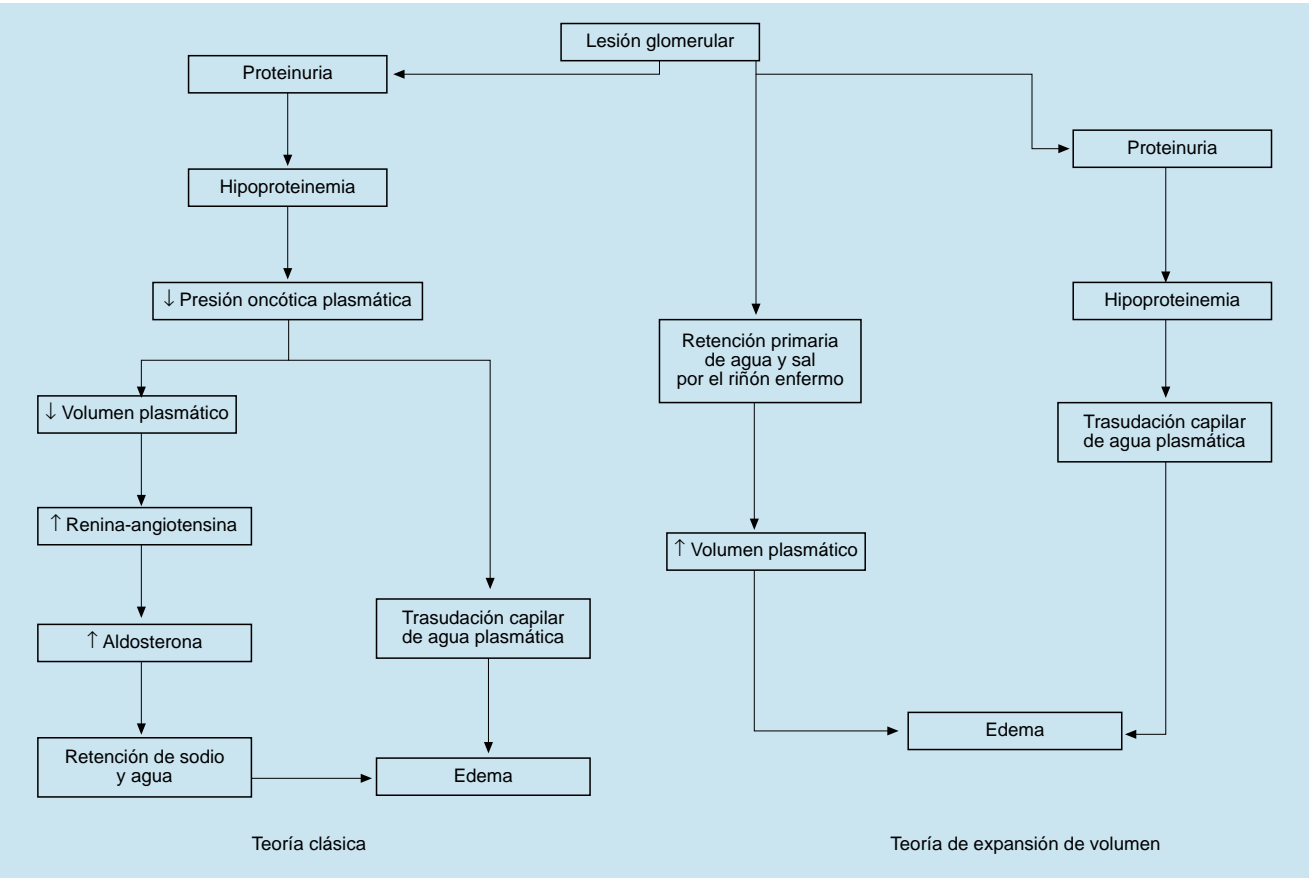 Lesión glomerular
Proteinuria
Hipoproteinemia
↓ Presión oncótica plasmática
↓ Volumen plasmático
↑ Renina-angiotensina
↑ Aldosterona
Retención de sodio
y agua
Trasudación capilar
de agua plasmática
Edema
Teoría clásica
Retención primaria
de agua y sal
por el riñón enfermo
↑ Volumen plasmático
Proteinuria
Hipoproteinemia
Trasudación capilar
de agua plasmática
Edema
Teoría de expansión de volumen